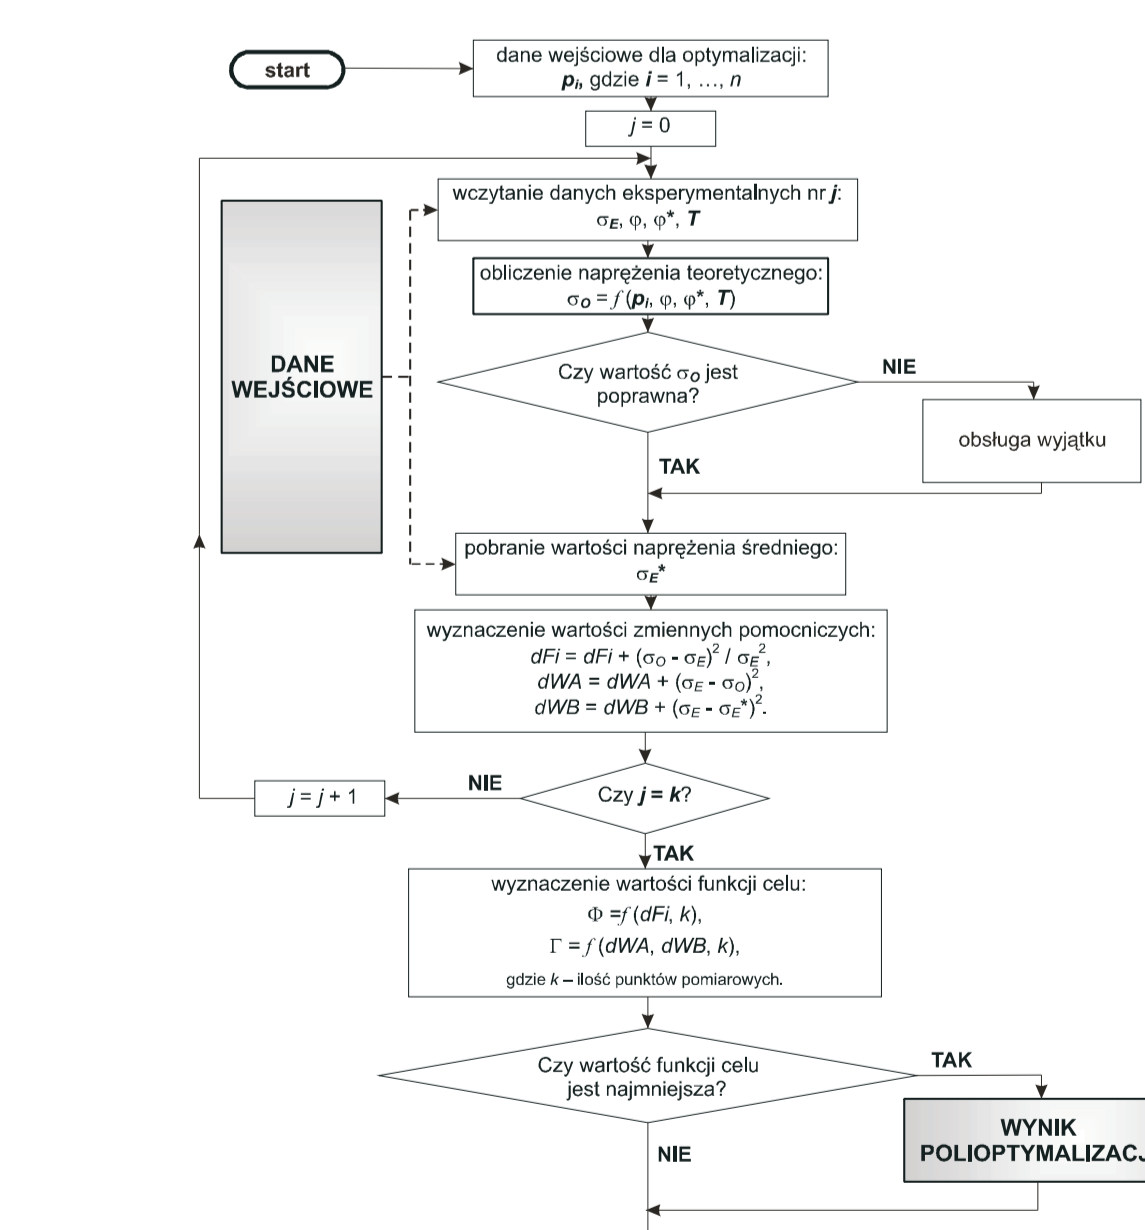 start
dane wejściowe dla optymalizacji:
pᵢ, gdzie i = 1, ..., n
j = 0
wczytanie danych eksperymentalnych nr j:
σE, φ, φ*, T
obliczenie naprężenia teoretycznego:
σO = f (pᵢ, φ, φ*, T)
DANE
WEJŚCIOWE
Czy wartość σO jest
poprawna?
NIE
obsługa wyjątku
TAK
pobranie wartości naprężenia średniego:
σE*
wyznaczenie wartości zmiennych pomocniczych:
dFi = dFi + (σO - σE)² / σE²,
dWA = dWA + (σE - σO)²,
dWB = dWB + (σE - σE*)².
Czy j = k?
NIE
j = j + 1
TAK
wyznaczenie wartości funkcji celu:
Φ =f (dFi, k),
Γ = f (dWA, dWB, k),
gdzie k – ilość punktów pomiarowych.
Czy wartość funkcji celu
jest najmniejsza?
TAK
WYNIK
POLIOPTYMALIZACJ
NIE